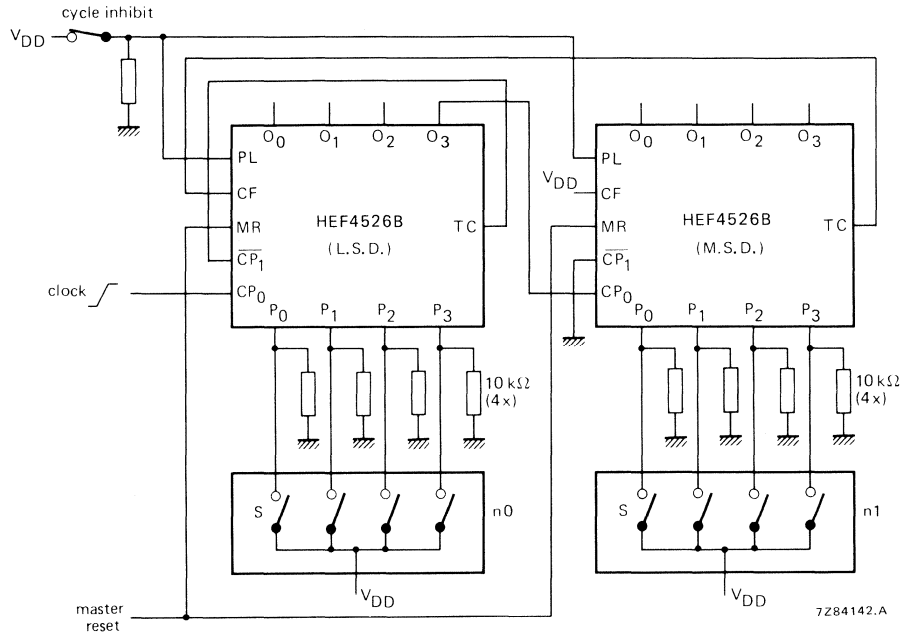 cycle inhibit
VDD
O0 O1 O2 O3
PL
CF
MR
CP1
CP0
HEF4526B
(L.S.D.)
TC
P0 P1 P2 P3
clock
10 kΩ
(4x)
S
n0
VDD
master
reset
O0 O1 O2 O3
PL
VDD
CF
MR
CP1
CP0
HEF4526B
(M.S.D.)
TC
P0 P1 P2 P3
10 kΩ
(4x)
S
n1
VDD
7Z84142.A